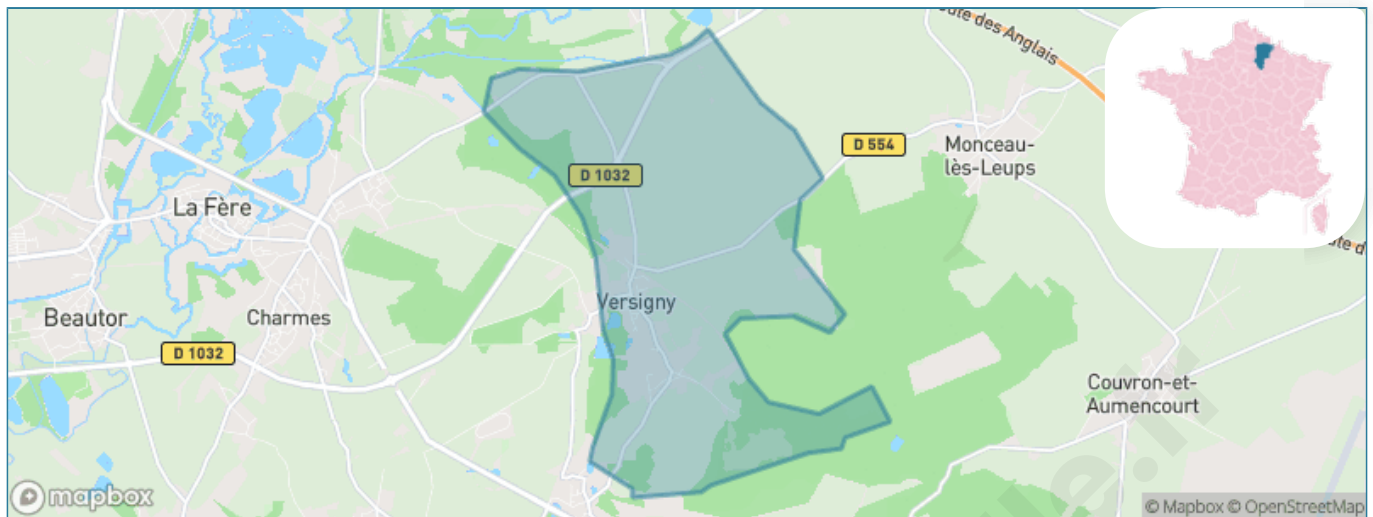 oute des Anglais
D 554
Monceau-
lès-Leups
D 1032
La Fère
ute d
Versigny
Beautor
Charmes
D 1032
Couvron-et-
Aumencourt
mapbox
© Mapbox © OpenStreetMap